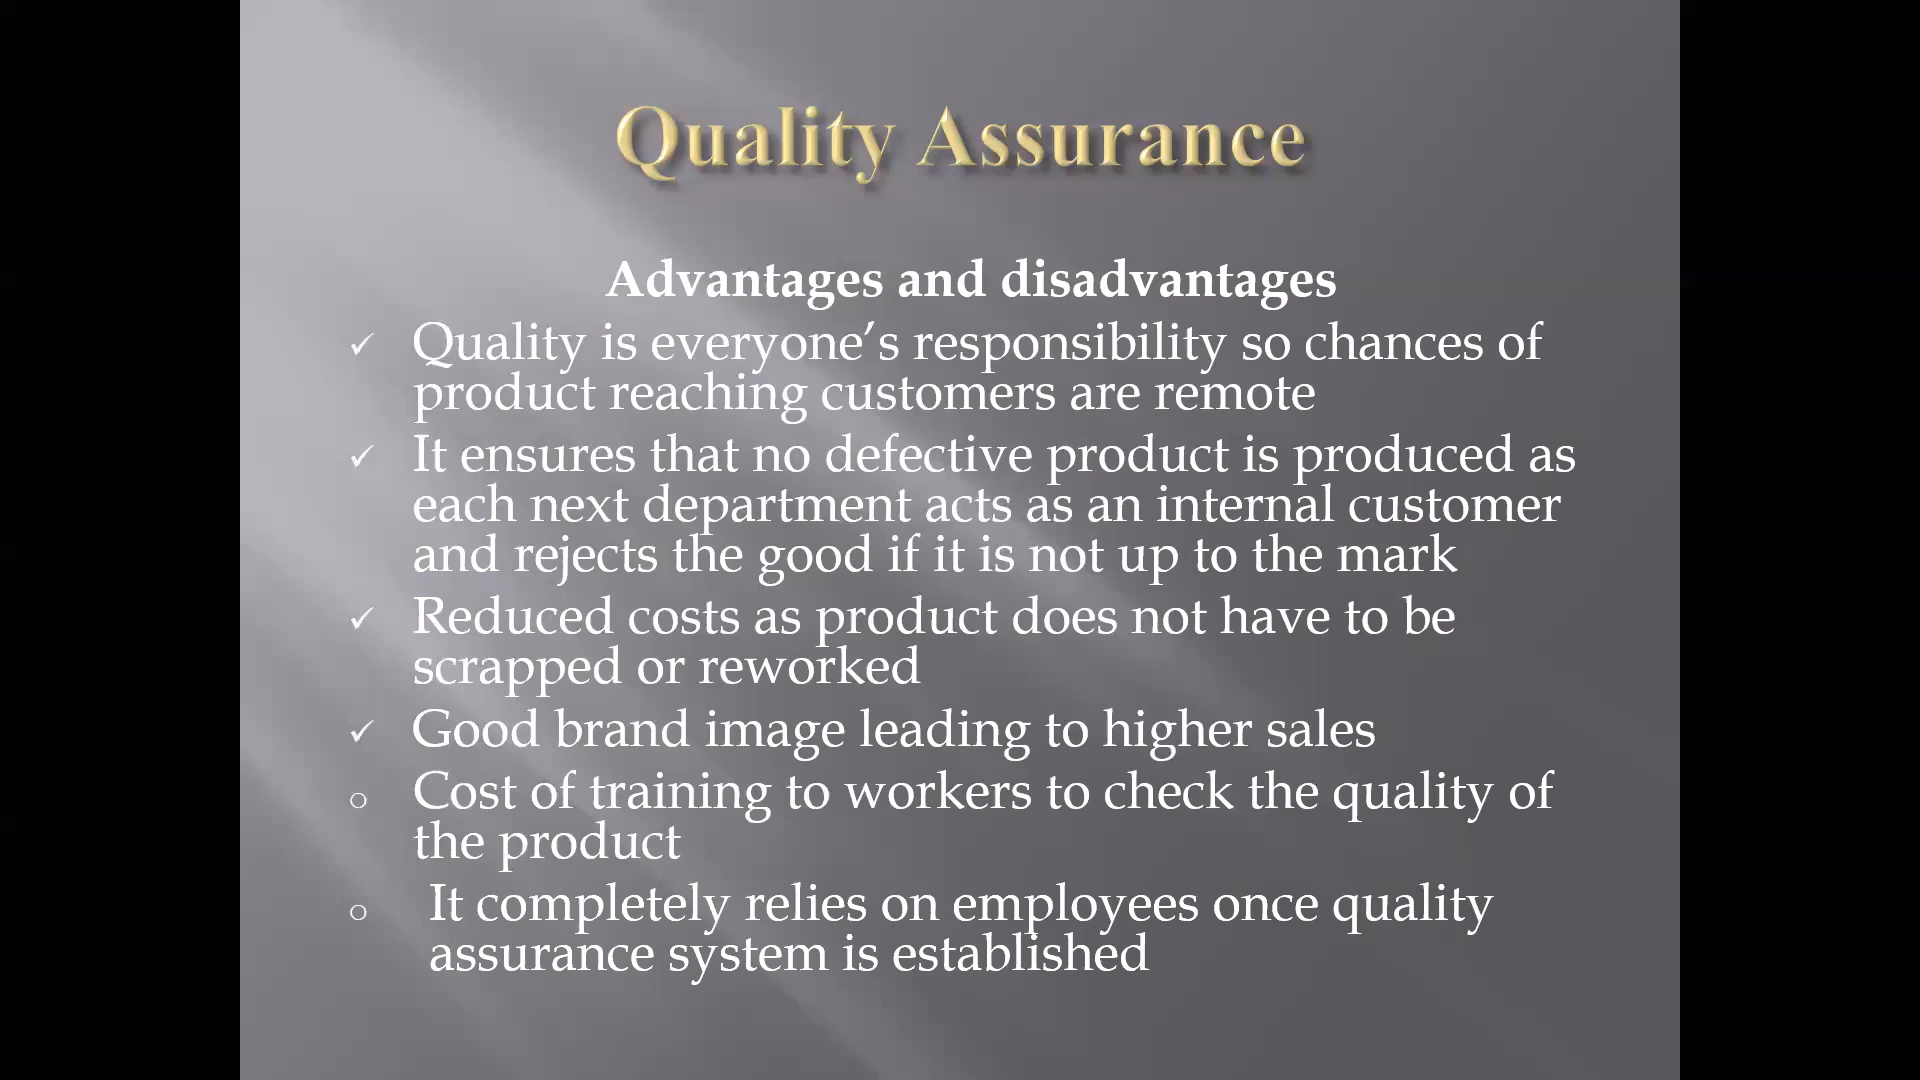 Quality Assurance
Advantages and disadvantages
✓ Quality is everyone’s responsibility so chances of
product reaching customers are remote
✓ It ensures that no defective product is produced as
each next department acts as an internal customer
and rejects the good if it is not up to the mark
✓ Reduced costs as product does not have to be
scrapped or reworked
✓ Good brand image leading to higher sales
o Cost of training to workers to check the quality of
the product
o It completely relies on employees once quality
assurance system is established